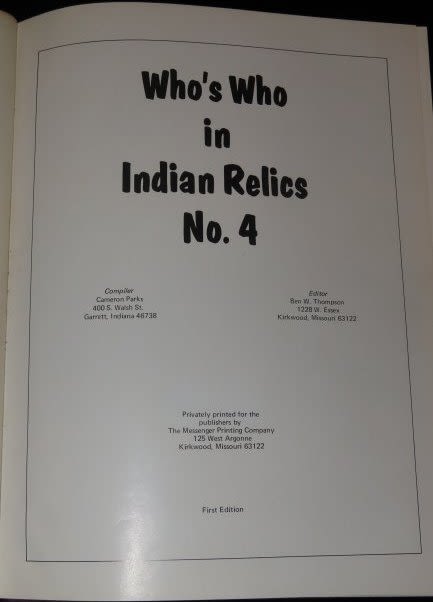 Who's Who
in
Indian Relics
No. 4
Compiler
Cameron Parks
400 S. Walsh St.
Garrett, Indiana 46738
Editor
Ben W. Thompson
1228 W. Essex
Kirkwood, Missouri 63122
Privately printed for the
publishers by
The Messenger Printing Company
125 West Argonne
Kirkwood, Missouri 63122
First Edition